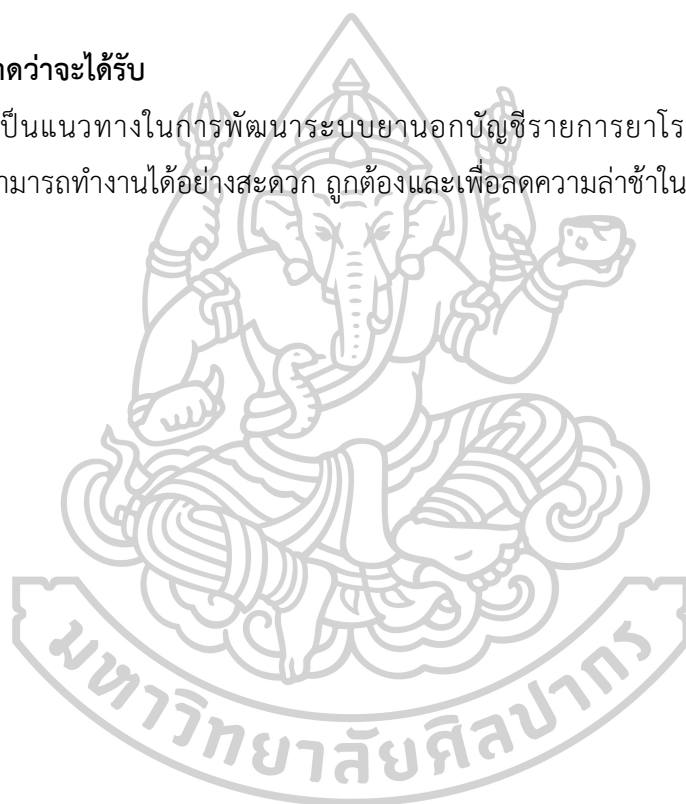 าดว่าจะได้รับ
เป็นแนวทางในการพัฒนาระบบยานอกบัญชีรายการยาโร
ามารถทำงานได้อย่างสะดวก ถูกต้องและเพื่อลดความล่าช้าใน
มหาวิทยาลัยศิลปากร